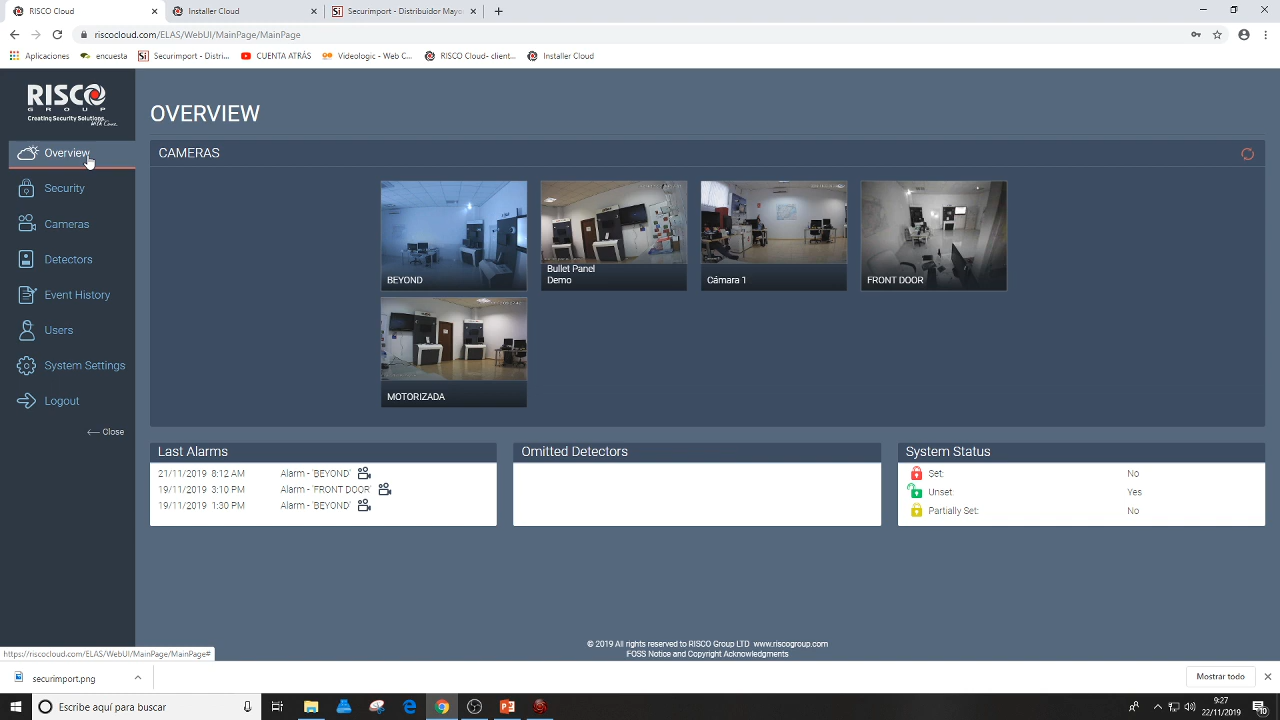 RISCO Cloud
Installer Cloud
Securimport - Distribuidor Mayo
riscocloud.com/ELAS/WebUI/MainPage/MainPage
Aplicaciones
encuesta
Securimport - Distri...
CUENTA ATRÁS
Videologic - Web C...
RISCO Cloud- client...
Installer Cloud
RISCO
GROUP
Creating Security Solutions
With Care.
OVERVIEW
Overview
Security
Cameras
Detectors
Event History
Users
System Settings
Logout
Close
CAMERAS
BEYOND
Bullet Panel
Demo
Cámara 1
FRONT DOOR
MOTORIZADA
Last Alarms
21/11/2019 8:12 AM Alarm - 'BEYOND'
19/11/2019 3:10 PM Alarm - 'FRONT DOOR'
19/11/2019 1:30 PM Alarm - 'BEYOND'
Omitted Detectors
System Status
Set: No
Unset: Yes
Partially Set: No
© 2019 All rights reserved to RISCO Group LTD www.riscogroup.com
FOSS Notice and Copyright Acknowledgments
https://riscocloud.com/ELAS/WebUI/MainPage/MainPage#
securimport.png
Mostrar todo
Escribe aquí para buscar
9:27
22/11/2019